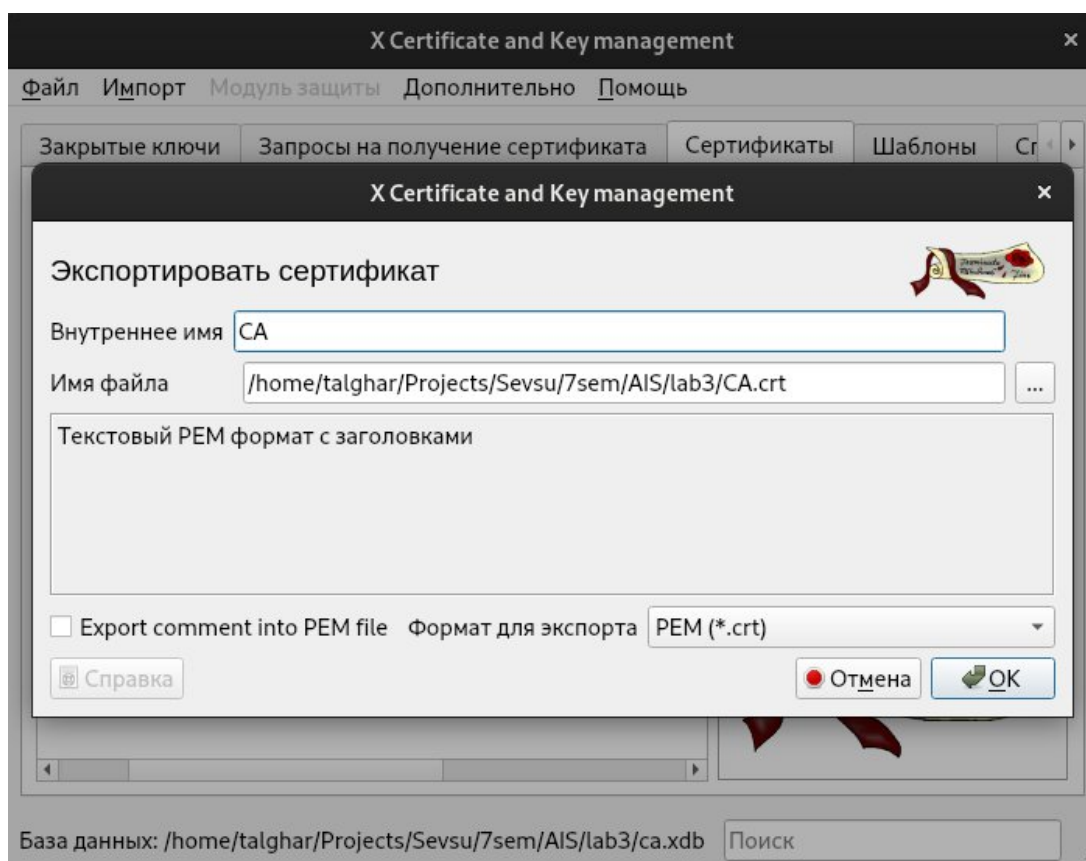 X Certificate and Key management
Файл Импорт Модуль защиты Дополнительно Помощь
Закрытые ключи Запросы на получение сертификата Сертификаты Шаблоны
X Certificate and Key management
Экспортировать сертификат
Внутреннее имя CA
Имя файла /home/talghar/Projects/Sevsu/7sem/AIS/lab3/CA.crt ...
Текстовый PEM формат с заголовками
Export comment into PEM file Формат для экспорта PEM (*.crt)
Справка Отмена OK
База данных: /home/talghar/Projects/Sevsu/7sem/AIS/lab3/ca.xdb Поиск